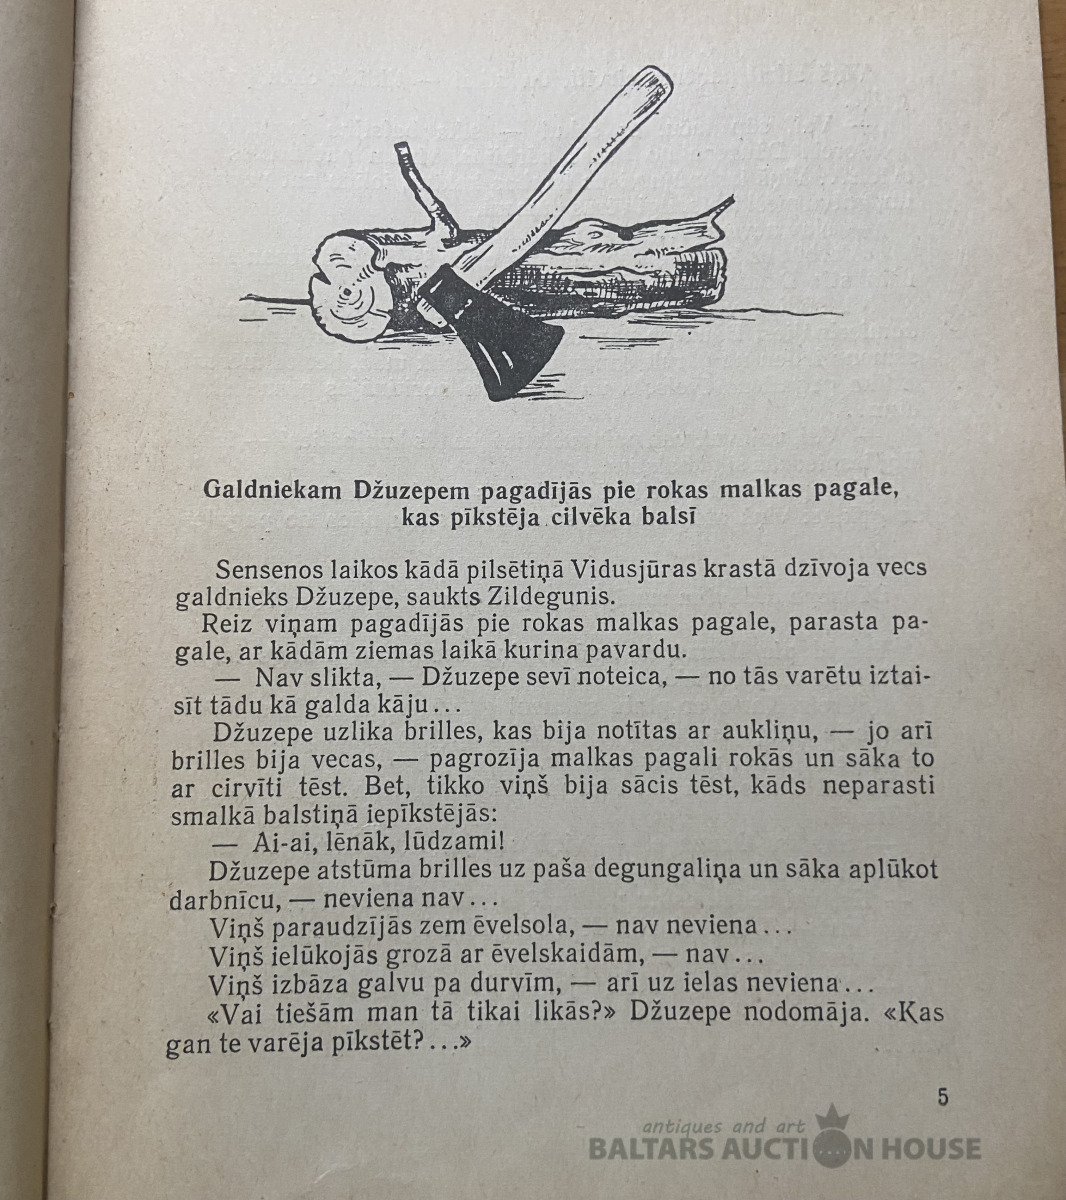 Galdniekam Džuzepem pagadījās pie rokas malkas pagale,
kas pīkstēja cilvēka balsī
Sensenos laikos kādā pilsētiņā Vidusjūras krastā dzīvoja vecs
galdnieks Džuzepe, saukts Zildegunis.
Reiz viņam pagadījās pie rokas malkas pagale, parasta pa-
gale, ar kādām ziemas laikā kurina pavardu.
— Nav slikta, — Džuzepe sevī noteica, — no tās varētu iztai-
sīt tādu kā galda kāju...
Džuzepe uzlika brilles, kas bija notītas ar aukliņu, — jo arī
brilles bija vecas, — pagrozīja malkas pagali rokās un sāka to
ar cirvīti tēst. Bet, tikko viņš bija sācis tēst, kāds neparasti
smalkā balstiņā iepīkstējās:
— Ai-ai, lēnāk, lūdzami!
Džuzepe atstūma brilles uz paša degungaliņa un sāka aplūkot
darbnīcu, — neviena nav...
Viņš paraudzījās zem ēvelsola, — nav neviena...
Viņš ielūkojās grozā ar ēvelskaidām, — nav...
Viņš izbāza galvu pa durvīm, — arī uz ielas neviena...
«Vai tiešām man tā tikai likās?» Džuzepe nodomāja. «Kas
gan te varēja pīkstēt?...»
5
antiques and art
BALTARS AUCTION HOUSE